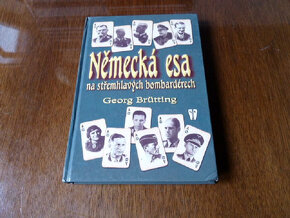 Německá esa
na střemhlavých bombardérech
Georg Brütting